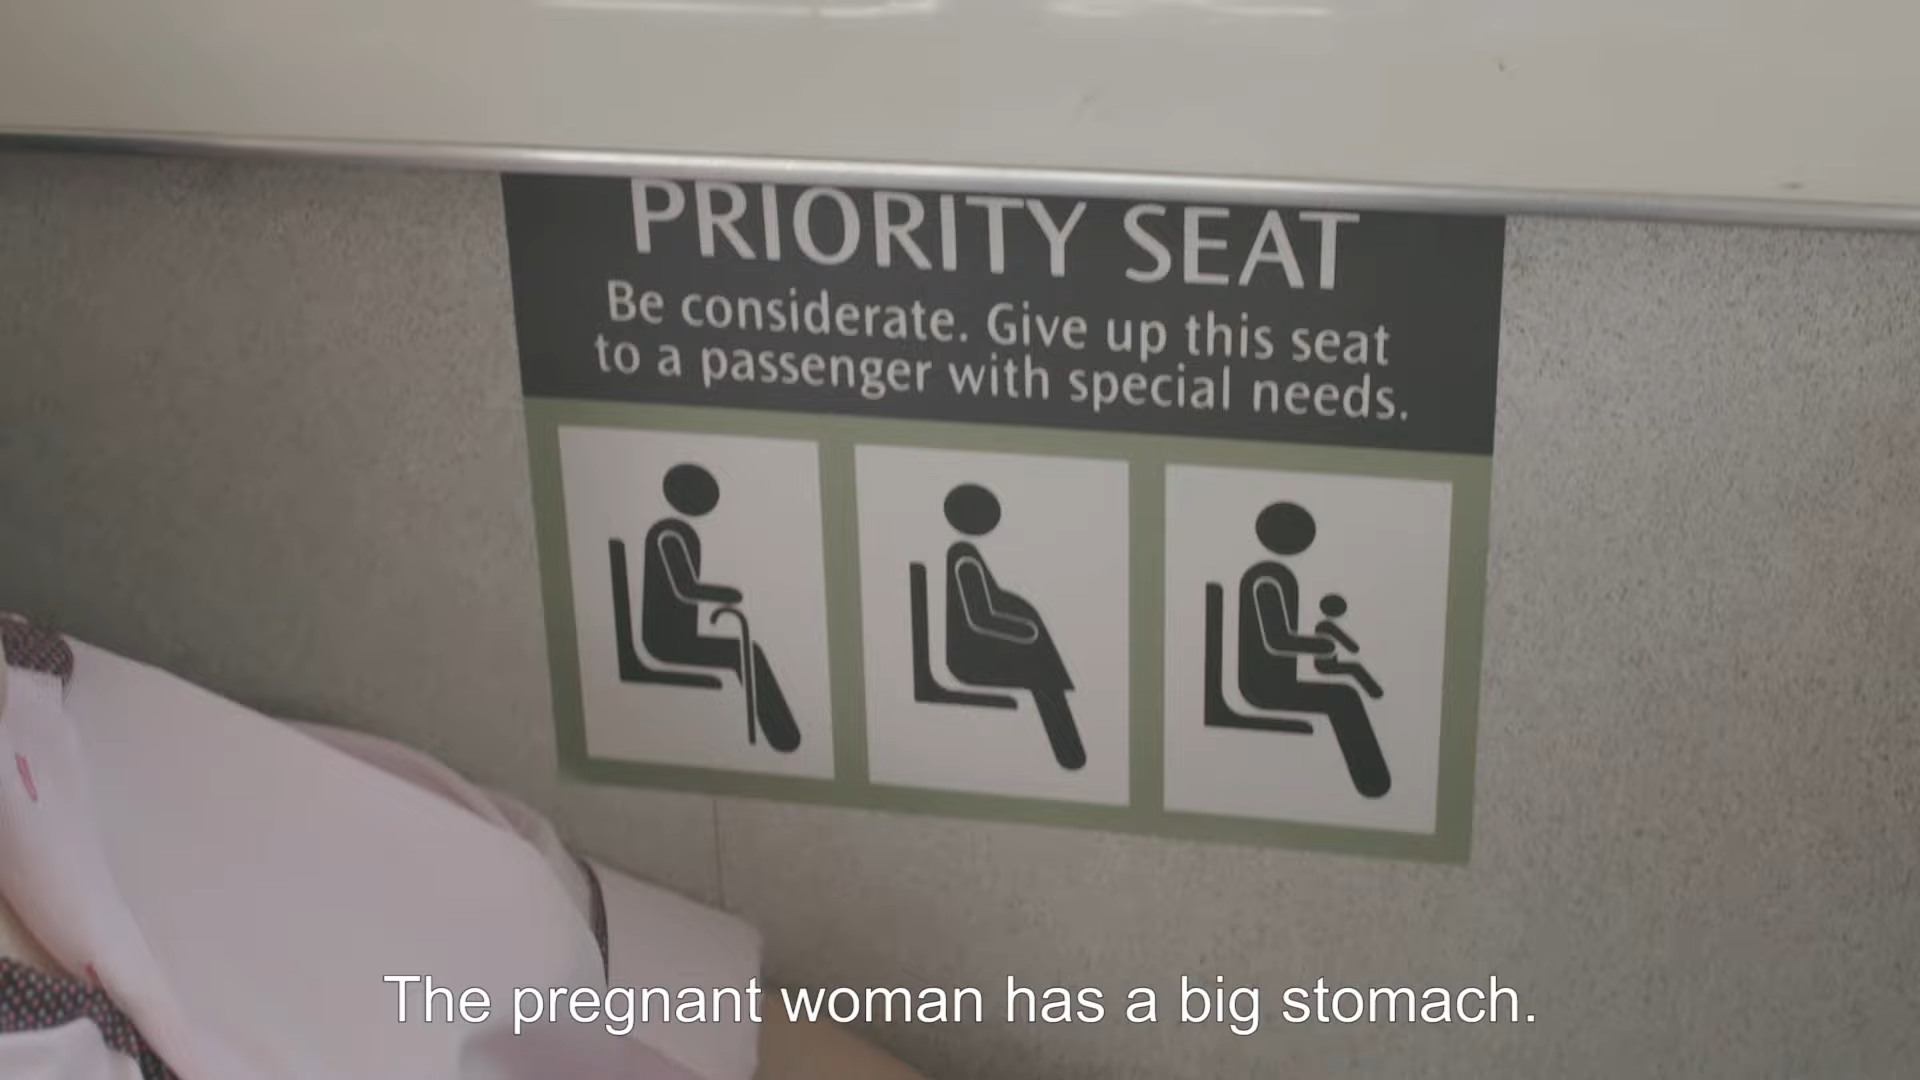 PRIORITY SEAT
Be considerate. Give up this seat
to a passenger with special needs.
The pregnant woman has a big stomach.